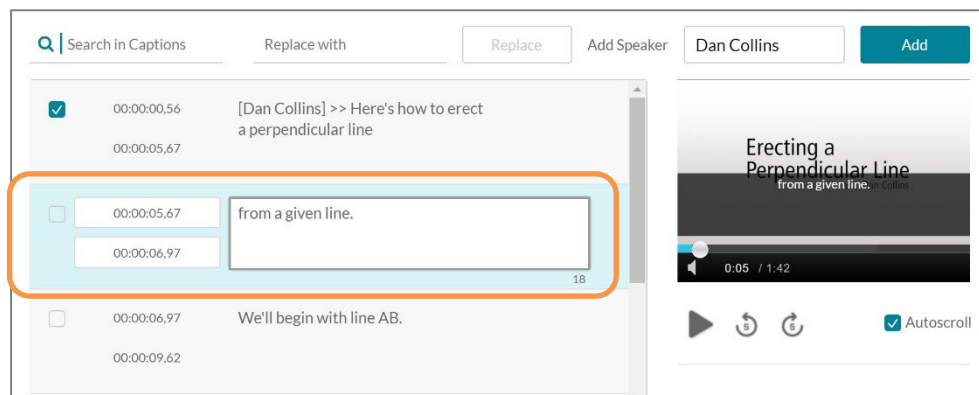 Search in Captions Replace with Replace Add Speaker Dan Collins Add
00:00:00,56 [Dan Collins] >> Here's how to erect
a perpendicular line
00:00:05,67
00:00:05,67 from a given line.
00:00:06,97
18
00:00:06,97 We'll begin with line AB.
00:00:09,62
Erecting a
Perpendicular Line
from a given line.
Dan Collins
0:05 / 1:42
5 5 Autoscroll